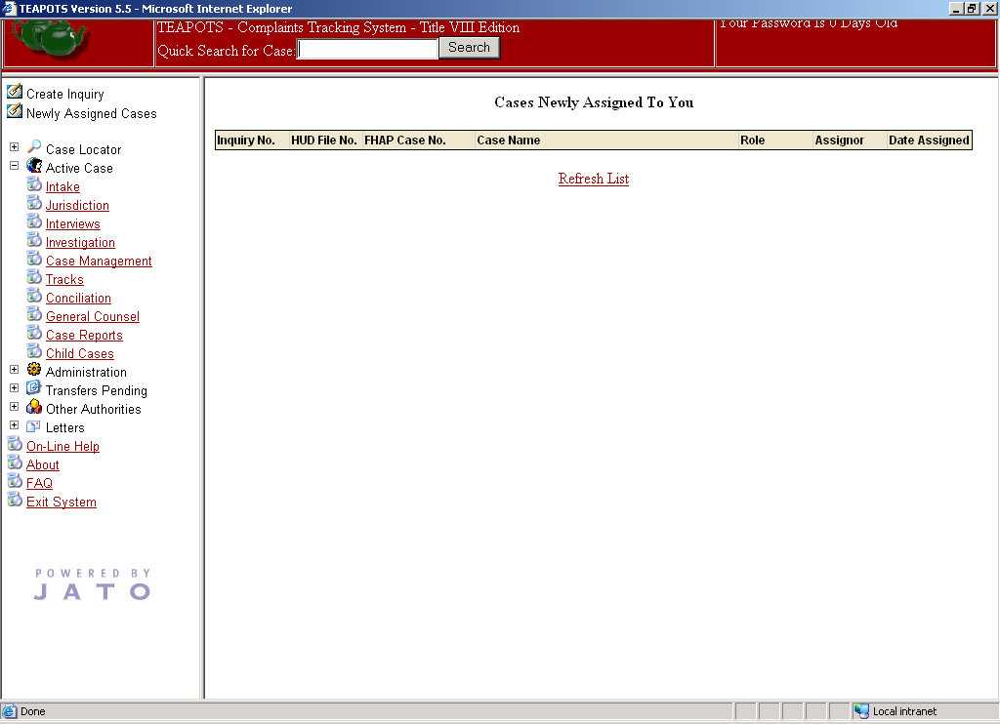 TEAPOTS Version 5.5 - Microsoft Internet Explorer
TEAPOTS - Complaints Tracking System - Title VIII Edition
Your Password Is 0 Days Old
Quick Search for Case:
Search
Create Inquiry
Newly Assigned Cases
Case Locator
Active Case
Intake
Jurisdiction
Interviews
Investigation
Case Management
Tracks
Conciliation
General Counsel
Case Reports
Child Cases
Administration
Transfers Pending
Other Authorities
Letters
On-Line Help
About
FAQ
Exit System
POWERED BY
JATO
Cases Newly Assigned To You
Inquiry No. HUD File No. FHAP Case No. Case Name Role Assignor Date Assigned
Refresh List
Done
Local intranet